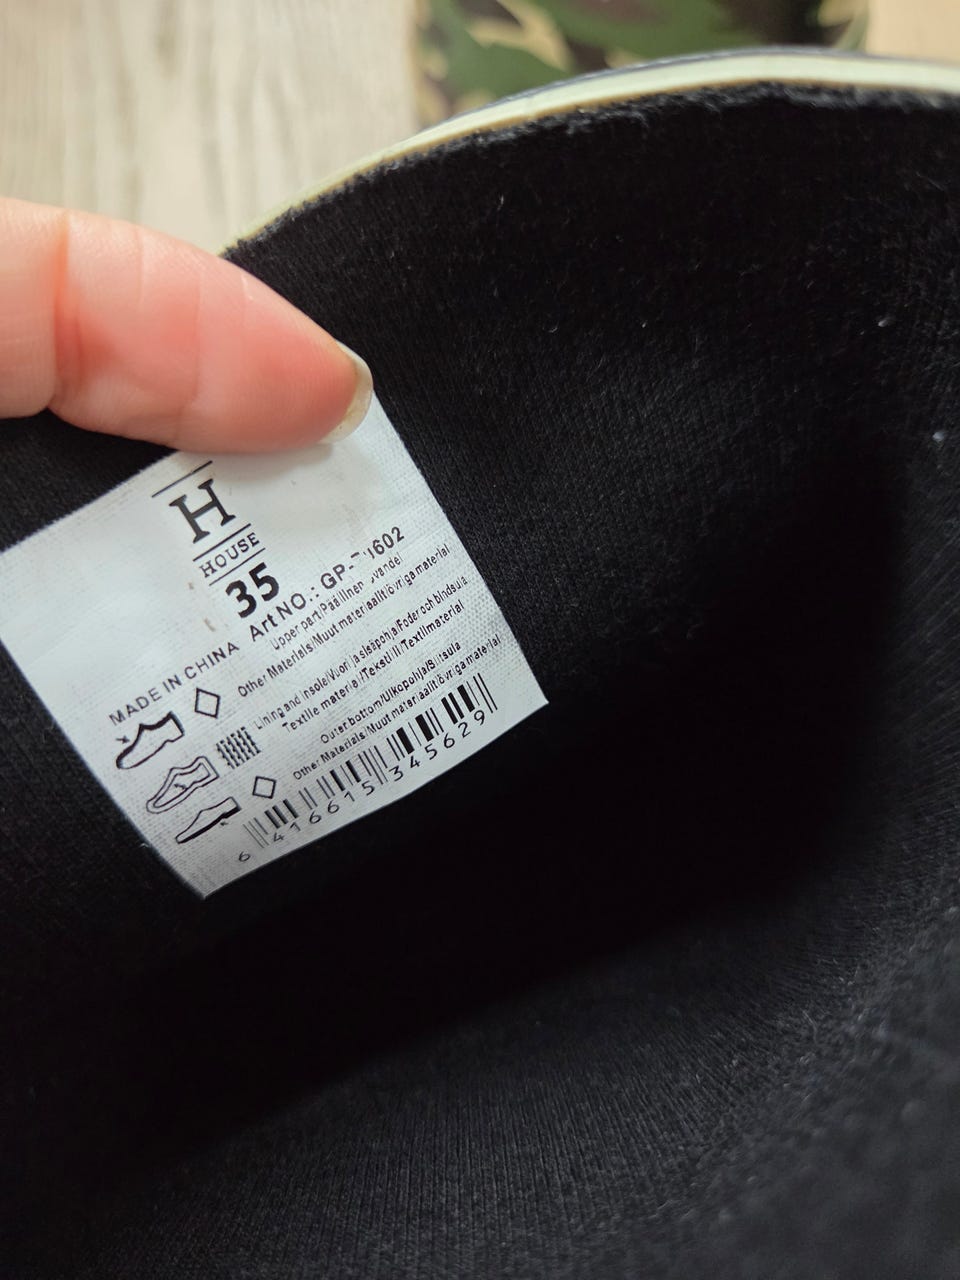 H
HOUSE
35
Art NO.: GP-
MADE IN CHINA
Upper part/Päällinen
Other Materials/Muut materiaalit/övriga material
Lining and insole/Vuori ja sisäpohja/Foder och bindsula
Textile material/Tekstiili/Textilmaterial
Outer bottom/Ulkopohja/Slitsula
Other Materials/Muut materiaalit/övriga material
6 416615 345629